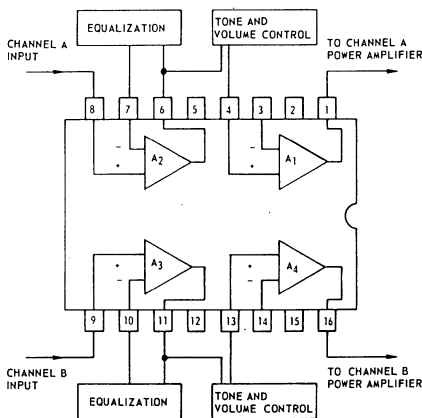 EQUALIZATION
TONE AND
VOLUME CONTROL
CHANNEL A
INPUT
TO CHANNEL A
POWER AMPLIFIER
8 7 6 5 4 3 2 1
− −
A2 A1
+ +
A3 A4
+ +
− −
9 10 11 12 13 14 15 16
CHANNEL B
INPUT
TO CHANNEL B
POWER AMPLIFIER
EQUALIZATION
TONE AND
VOLUME CONTROL